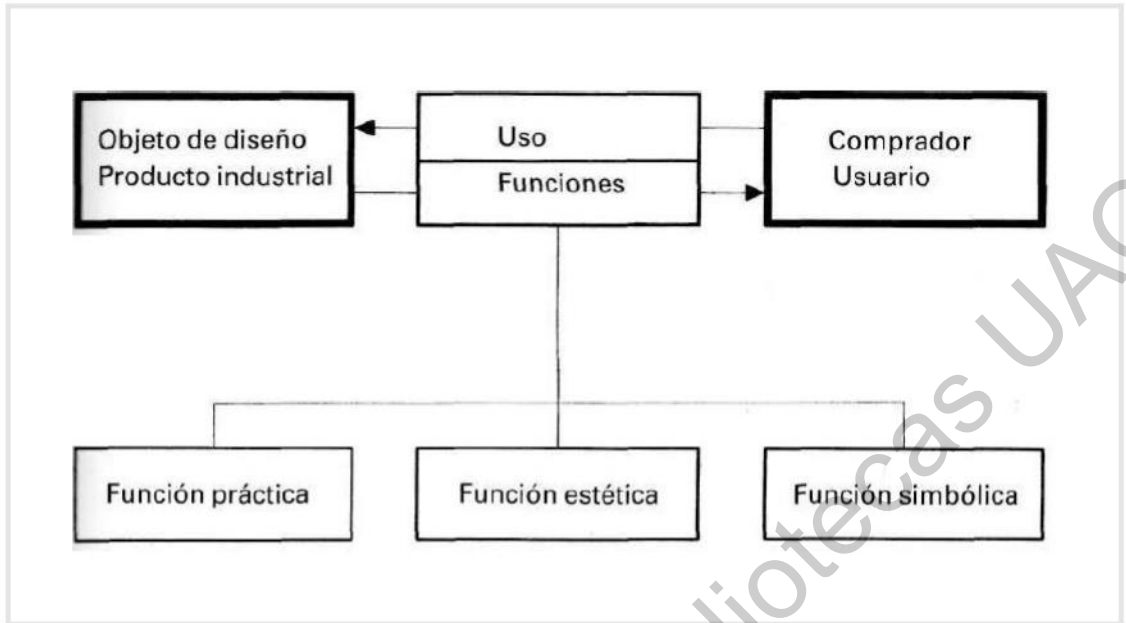 Objeto de diseño
Producto industrial
Uso
Funciones
Comprador
Usuario
Función práctica
Función estética
Función simbólica